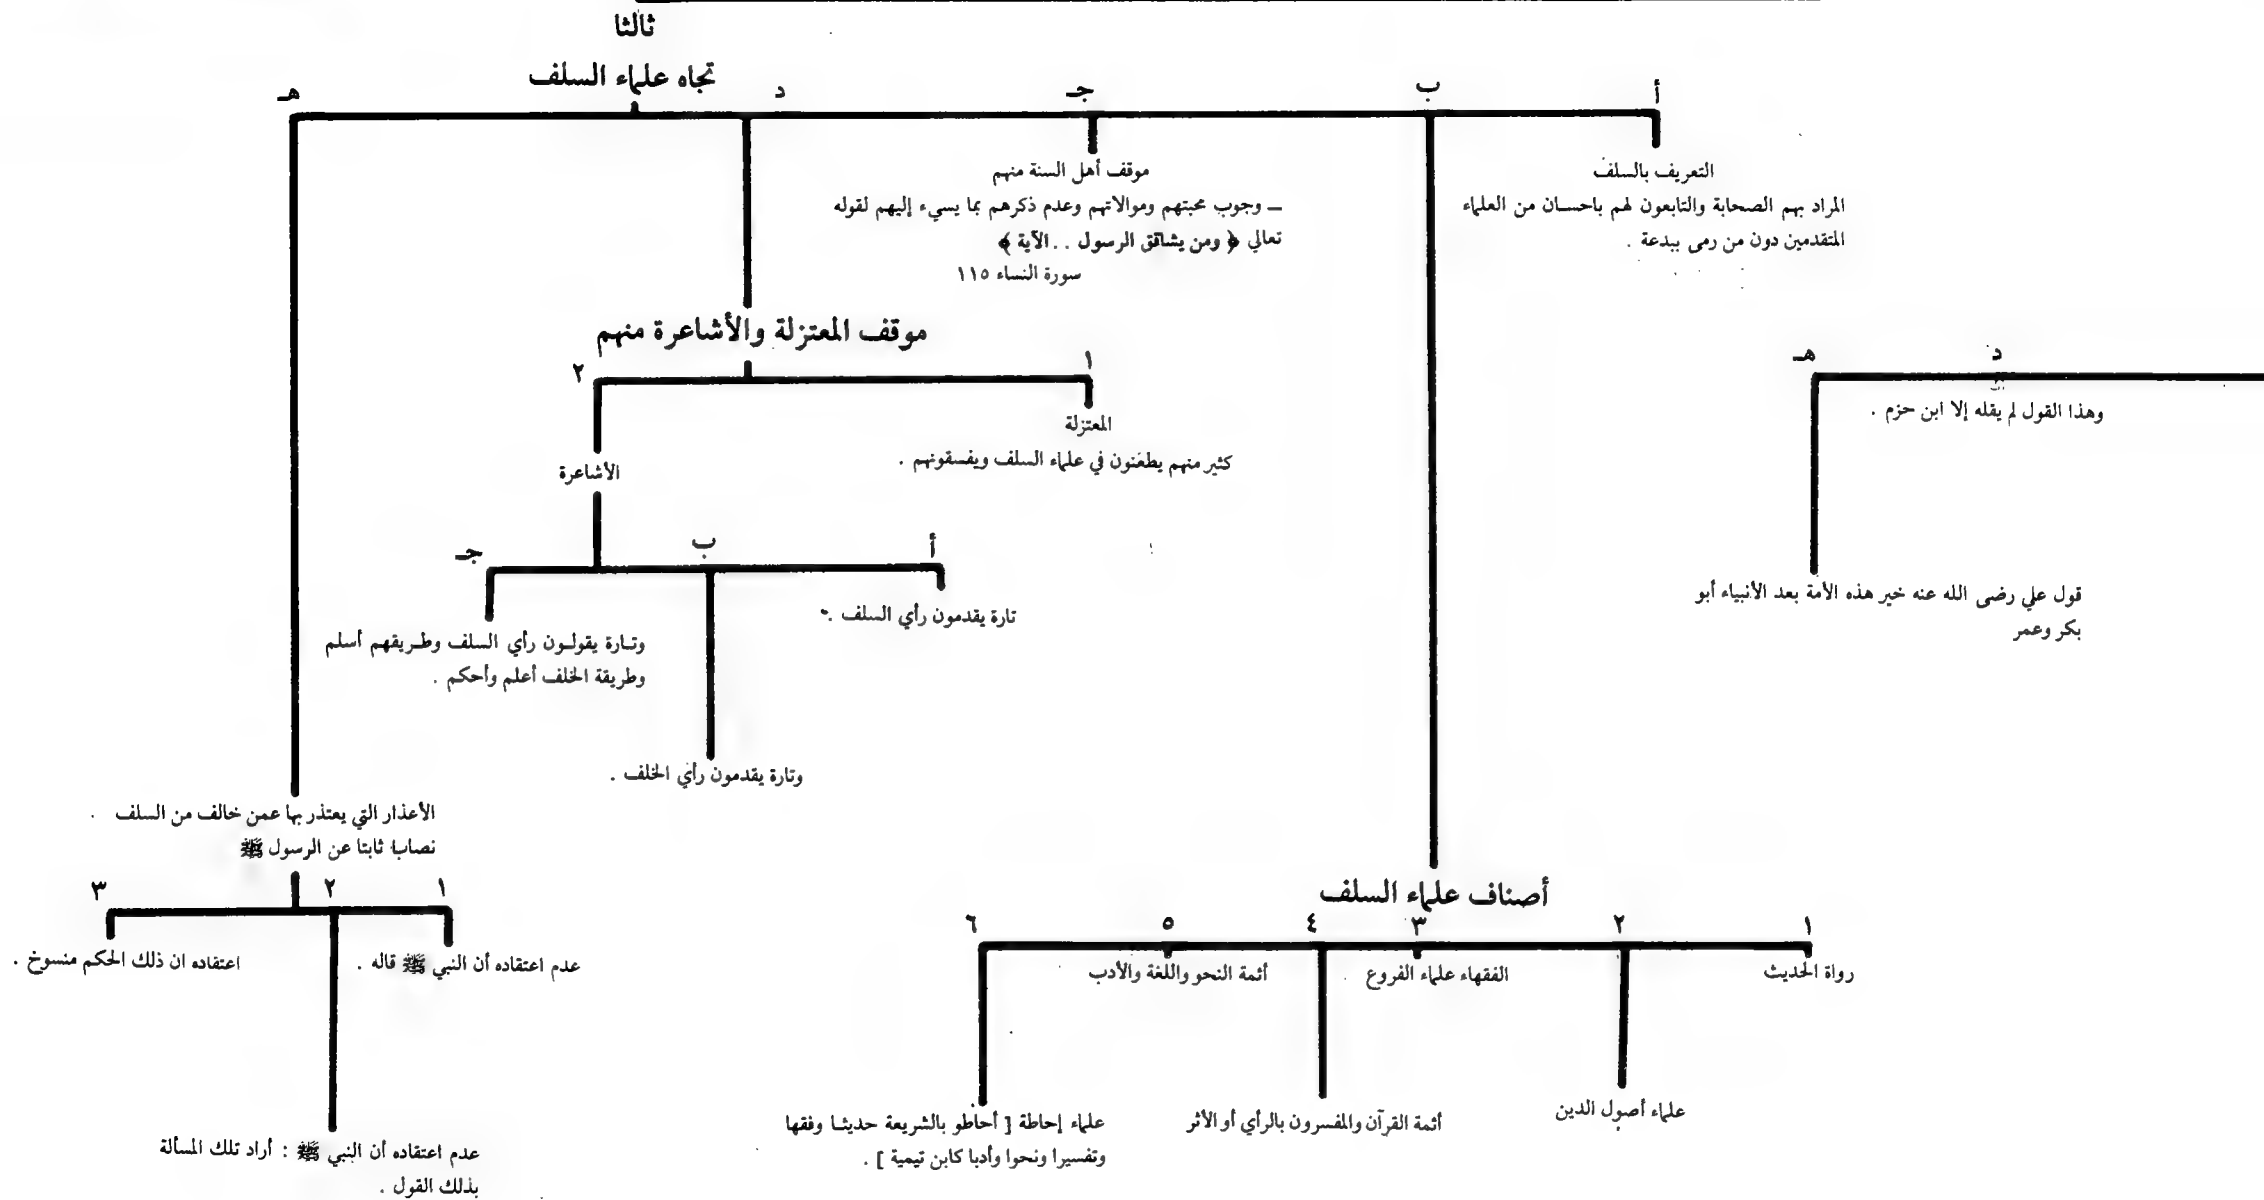 ثالثا
تجاه علماء السلف
أ
ب
جـ
د
هـ
التعريف بالسلف
المراد بهم الصحابة والتابعون لهم باحسان من العلماء
المتقدمين دون من رمى ببدعة .
موقف أهل السنة منهم
ــ وجوب محبتهم وموالاتهم وعدم ذكرهم بما يسيء إليهم لقوله
تعالي ﴿ ومن يشاقق الرسول . . الآية ﴾
سورة النساء ١١٥
موقف المعتزلة والأشاعرة منهم
١
٢
المعتزلة
كثير منهم يطعنون في علماء السلف ويفسقونهم .
الأشاعرة
أ
ب
جـ
تارة يقدمون رأي السلف .
وتارة يقولون رأي السلف وطريقهم أسلم
وطريقة الخلف أعلم وأحكم .
وتارة يقدمون رأي الخلف .
د
هـ
وهذا القول لم يقله إلا ابن حزم .
قول علي رضى الله عنه خير هذه الأمة بعد الأنبياء أبو
بكر وعمر
الأعذار التي يعتذر بها عمن خالف من السلف
نصابا ثابتا عن الرسول ﷺ
١
٢
٣
عدم اعتقاده أن النبي ﷺ قاله .
اعتقاده ان ذلك الحكم منسوخ .
عدم اعتقاده أن النبي ﷺ : أراد تلك المسألة
بذلك القول .
أصناف علماء السلف
١
٢
٣
٤
٥
٦
رواة الحديث
الفقهاء علماء الفروع
أئمة النحو واللغة والأدب
علماء أصول الدين
أئمة القرآن والمفسرون بالرأي أو الأثر
علماء إحاطة [ أحاطو بالشريعة حديثا وفقها
وتفسيرا ونحوا وأدبا كابن تيمية ] .